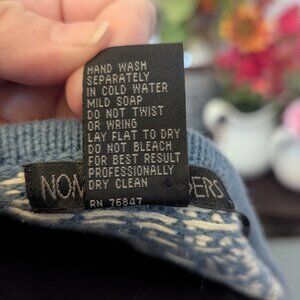 HAND WASH
SEPARATELY
IN COLD WATER
MILD SOAP
DO NOT TWIST
OR WRING
LAY FLAT TO DRY
DO NOT BLEACH
FOR BEST RESULT
PROFESSIONALLY
DRY CLEAN
RN 76847